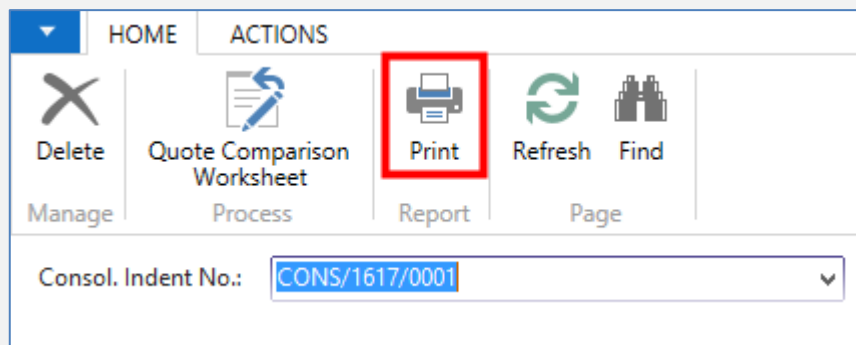 HOME ACTIONS
Delete Quote Comparison Worksheet Print Refresh Find
Manage Process Report Page
Consol. Indent No.: CONS/1617/0001